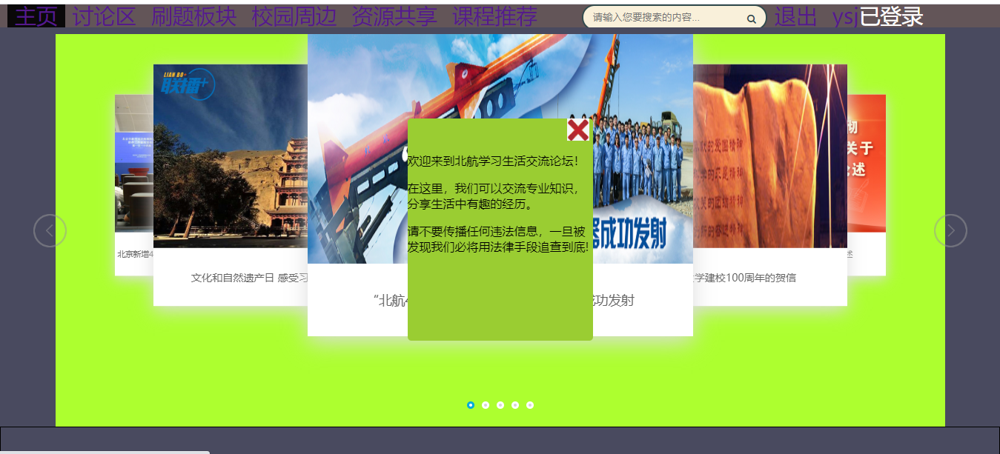 主页 讨论区 刷题板块 校园周边 资源共享 课程推荐 请输入您要搜索的内容... 退出 ysj已登录
LIAN BO+
联播+
欢迎来到北航学习生活交流论坛！
在这里，我们可以交流专业知识，
分享生活中有趣的经历。
请不要传播任何违法信息，一旦被
发现我们必将用法律手段追查到底!
器成功发射
彻
关于
论述
北京新增4
文化和自然遗产日 感受习
“北航4
成功发射
学建校100周年的贺信
述